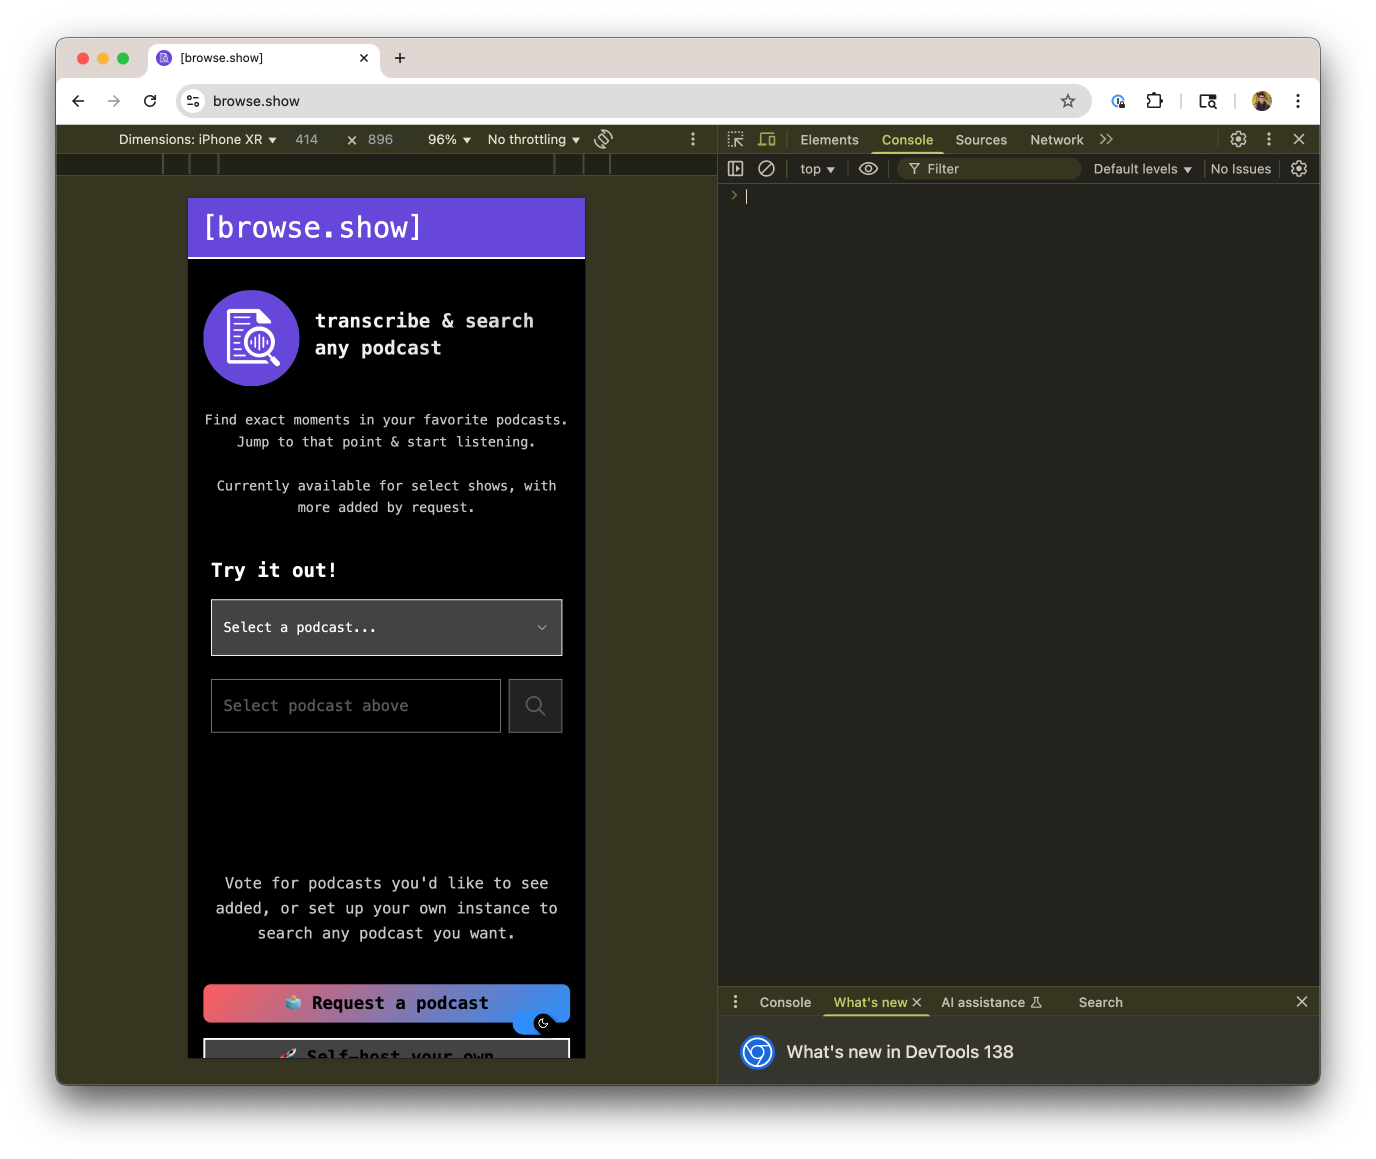 [browse.show]
browse.show
Dimensions: iPhone XR 414 × 896 96% No throttling
Elements Console Sources Network
top Filter Default levels No Issues
[browse.show]
transcribe & search
any podcast
Find exact moments in your favorite podcasts.
Jump to that point & start listening.
Currently available for select shows, with
more added by request.
Try it out!
Select a podcast...
Select podcast above
Vote for podcasts you'd like to see
added, or set up your own instance to
search any podcast you want.
Request a podcast
Self-host your own
Console What's new AI assistance Search
What's new in DevTools 138